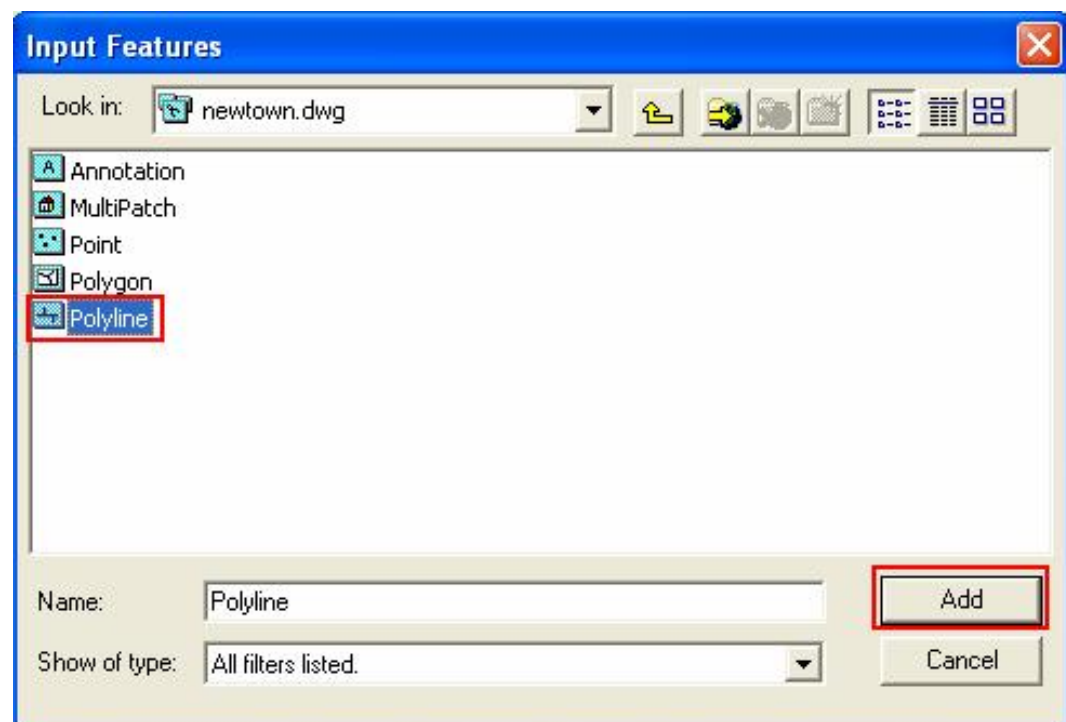 Input Features
Look in: newtown.dwg
Annotation
MultiPatch
Point
Polygon
Polyline
Name: Polyline Add
Show of type: All filters listed. Cancel